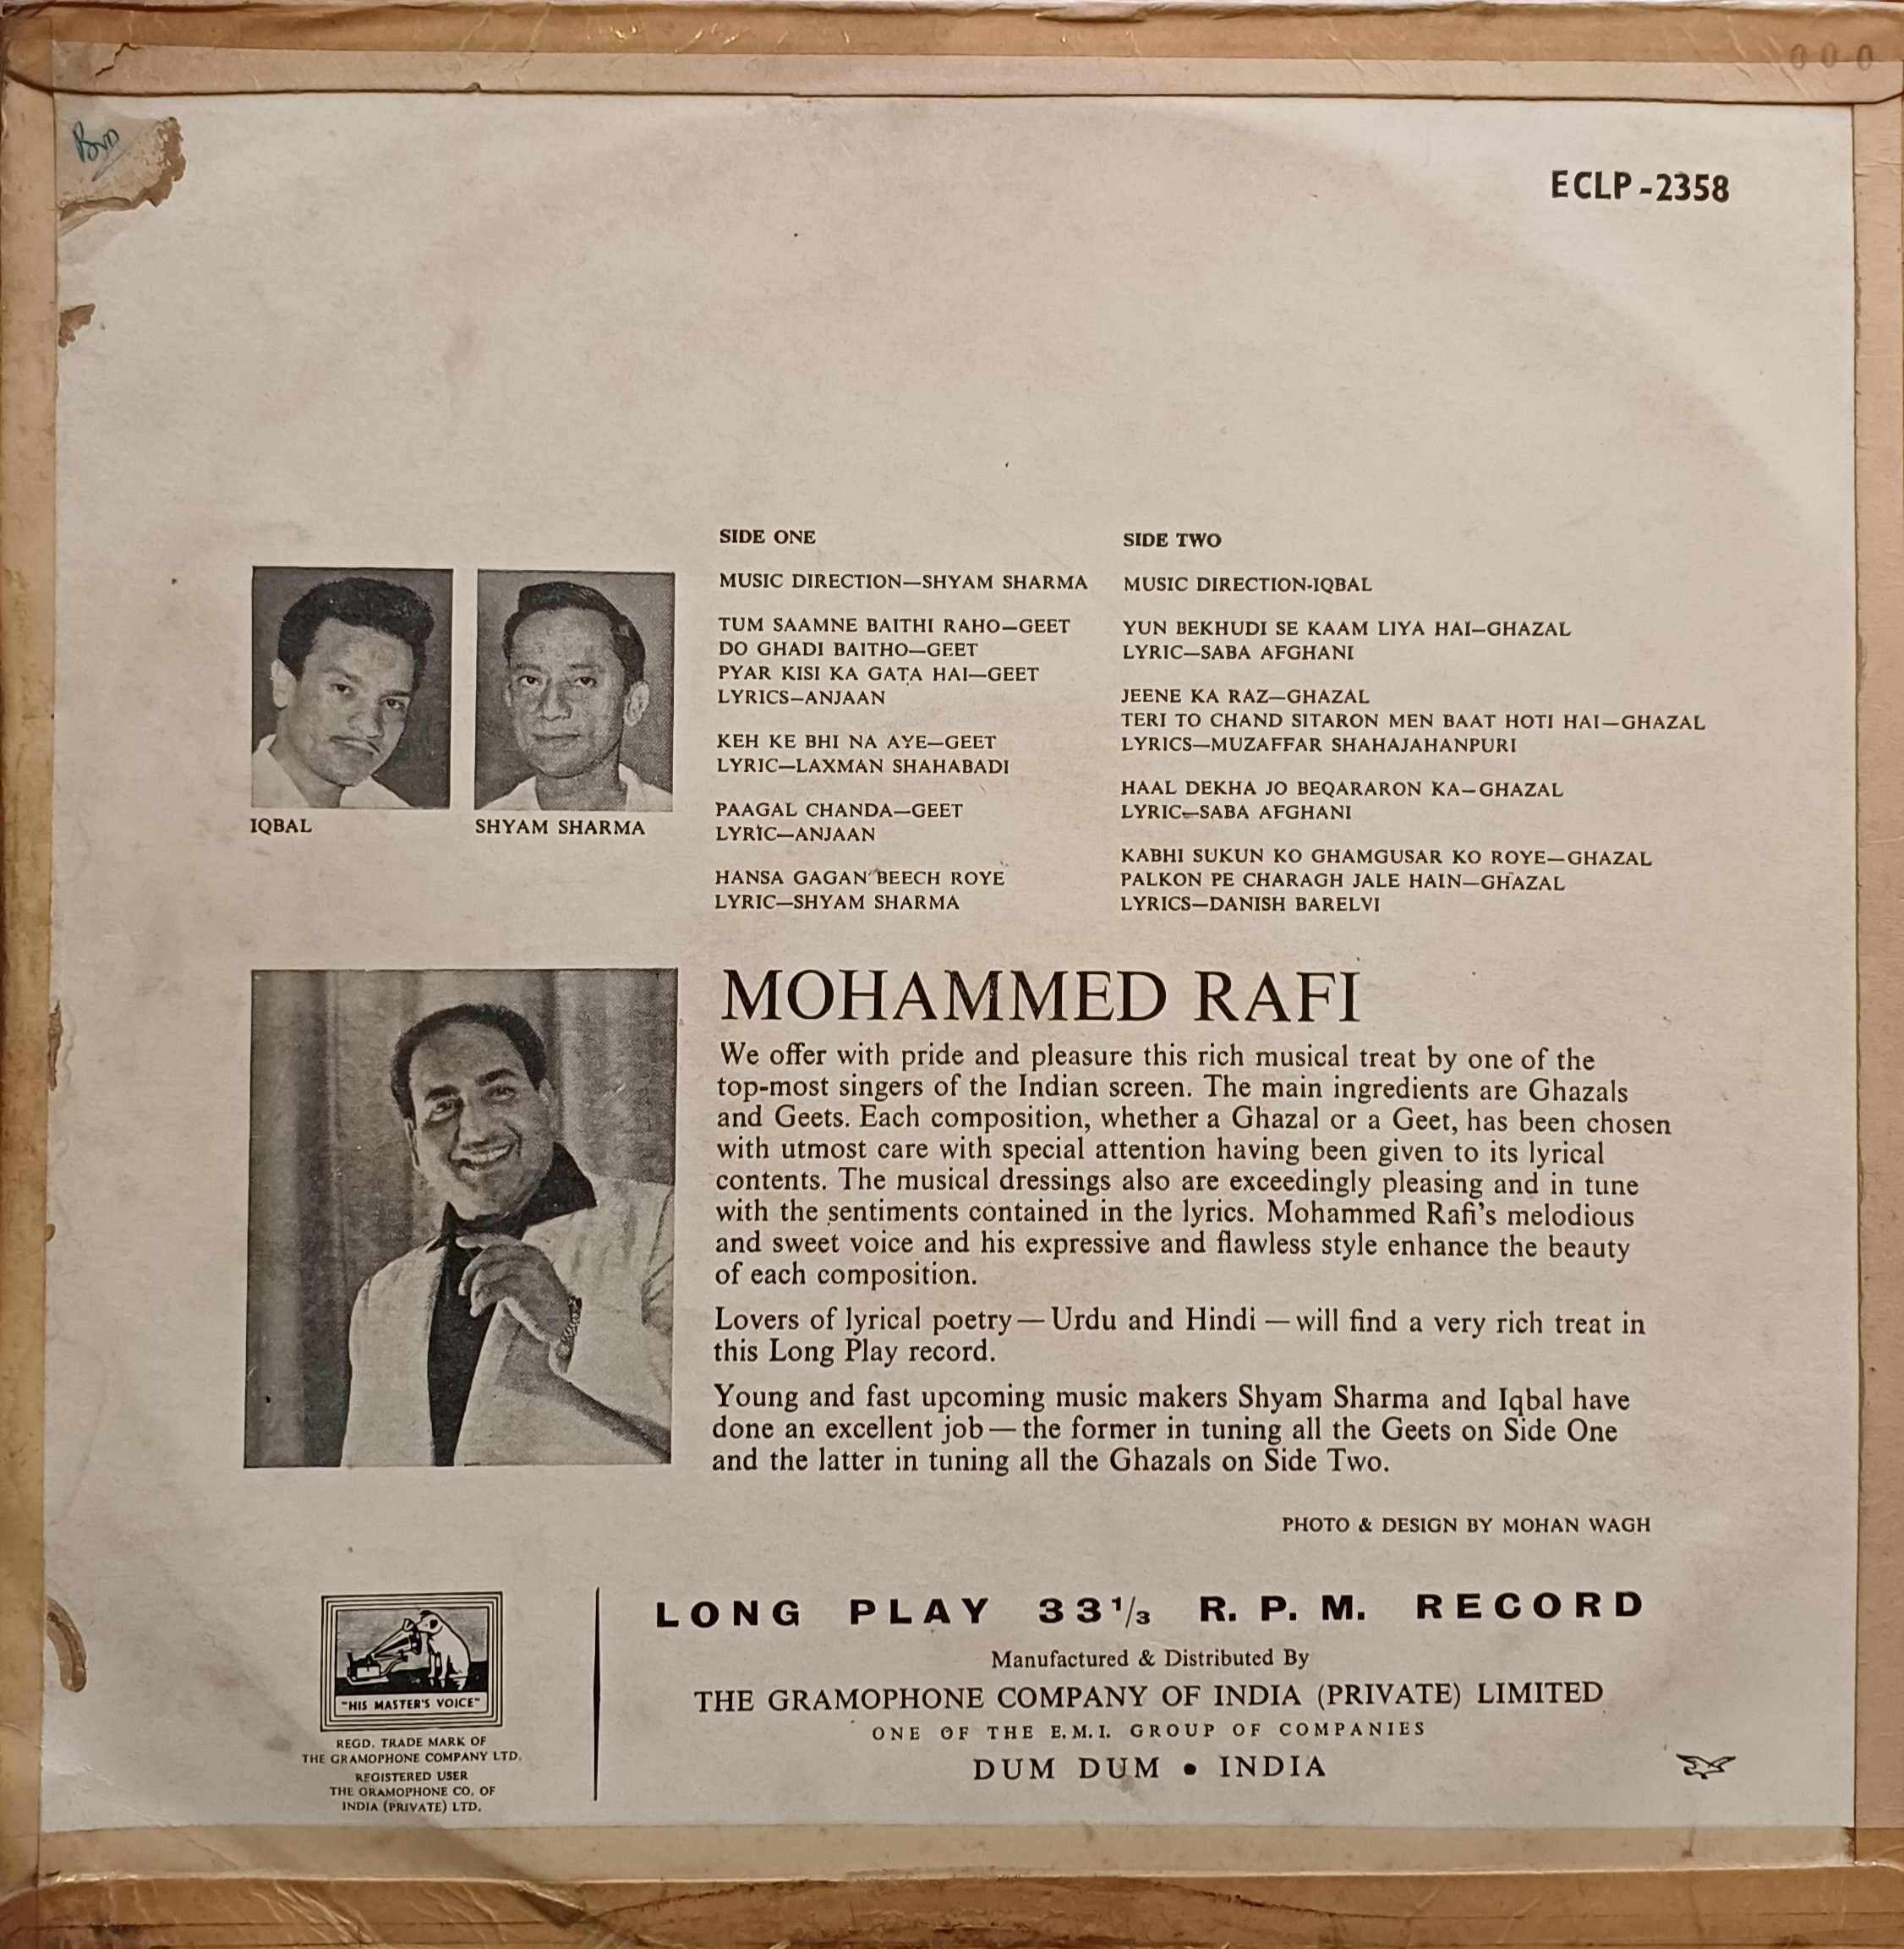 000
ECLP-2358
SIDE ONE
MUSIC DIRECTION—SHYAM SHARMA
TUM SAAMNE BAITHI RAHO—GEET
DO GHADI BAITHO—GEET
PYAR KISI KA GATA HAI—GEET
LYRICS—ANJAAN
KEH KE BHI NA AYE—GEET
LYRIC—LAXMAN SHAHABADI
PAAGAL CHANDA—GEET
LYRIC—ANJAAN
HANSA GAGAN BEECH ROYE
LYRIC—SHYAM SHARMA
SIDE TWO
MUSIC DIRECTION-IQBAL
YUN BEKHUDI SE KAAM LIYA HAI—GHAZAL
LYRIC—SABA AFGHANI
JEENE KA RAZ—GHAZAL
TERI TO CHAND SITARON MEN BAAT HOTI HAI—GHAZAL
LYRICS—MUZAFFAR SHAHAJAHANPURI
HAAL DEKHA JO BEQARARON KA—GHAZAL
LYRIC—SABA AFGHANI
KABHI SUKUN KO GHAMGUSAR KO ROYE—GHAZAL
PALKON PE CHARAGH JALE HAIN—GHAZAL
LYRICS—DANISH BARELVI
IQBAL
SHYAM SHARMA
MOHAMMED RAFI
We offer with pride and pleasure this rich musical treat by one of the
top-most singers of the Indian screen. The main ingredients are Ghazals
and Geets. Each composition, whether a Ghazal or a Geet, has been chosen
with utmost care with special attention having been given to its lyrical
contents. The musical dressings also are exceedingly pleasing and in tune
with the sentiments contained in the lyrics. Mohammed Rafi's melodious
and sweet voice and his expressive and flawless style enhance the beauty
of each composition.
Lovers of lyrical poetry—Urdu and Hindi—will find a very rich treat in
this Long Play record.
Young and fast upcoming music makers Shyam Sharma and Iqbal have
done an excellent job—the former in tuning all the Geets on Side One
and the latter in tuning all the Ghazals on Side Two.
PHOTO & DESIGN BY MOHAN WAGH
"HIS MASTER'S VOICE"
REGD. TRADE MARK OF
THE GRAMOPHONE COMPANY LTD.
REGISTERED USER
THE GRAMOPHONE CO. OF
INDIA (PRIVATE) LTD.
LONG PLAY 33 1/3 R. P. M. RECORD
Manufactured & Distributed By
THE GRAMOPHONE COMPANY OF INDIA (PRIVATE) LIMITED
ONE OF THE E.M.I. GROUP OF COMPANIES
DUM DUM • INDIA